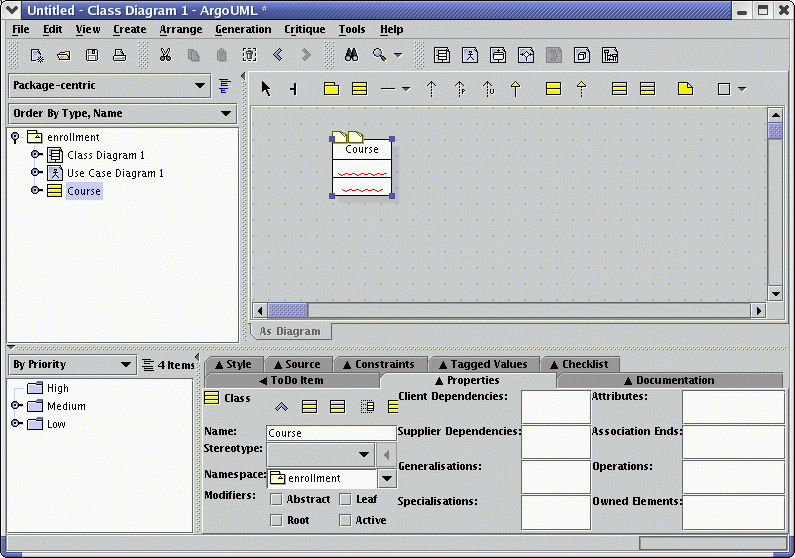 Untitled - Class Diagram 1 - ArgoUML *
File Edit View Create Arrange Generation Critique Tools Help
Package-centric
Order By Type, Name
enrollment
Class Diagram 1
Use Case Diagram 1
Course
Course
As Diagram
By Priority
4 Items
High
Medium
Low
Style Source Constraints Tagged Values Checklist
ToDo Item Properties Documentation
Class
Name: Course
Stereotype:
Namespace: enrollment
Modifiers: Abstract Leaf
Root Active
Client Dependencies:
Supplier Dependencies:
Generalisations:
Specialisations:
Attributes:
Association Ends:
Operations:
Owned Elements: